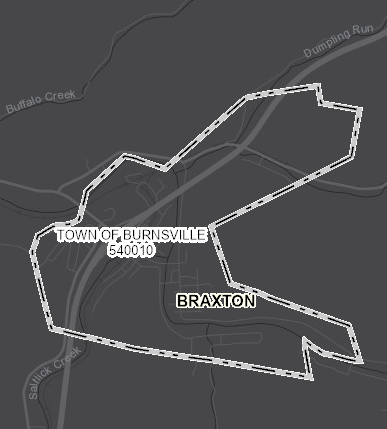 Dumpling Run
Buffalo Creek
TOWN OF BURNSVILLE
540010
BRAXTON
Saltlick Creek